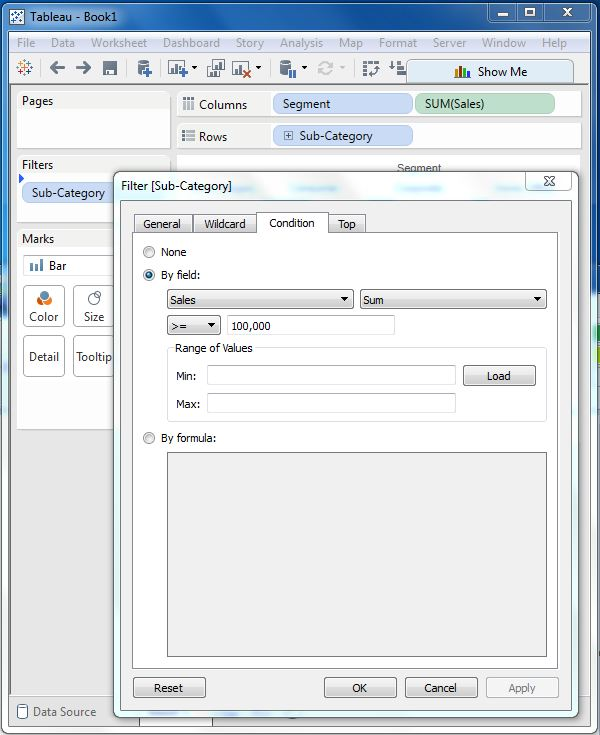 Tableau - Book1
File Data Worksheet Dashboard Story Analysis Map Format Server Window Help
Show Me
Pages
Columns Segment SUM(Sales)
Rows Sub-Category
Filters
Segment
Sub-Category
Marks
Bar
Color Size
Detail Tooltip
Filter [Sub-Category]
General Wildcard Condition Top
None
By field:
Sales Sum
>= 100,000
Range of Values
Min: Load
Max:
By formula:
Reset OK Cancel Apply
Data Source